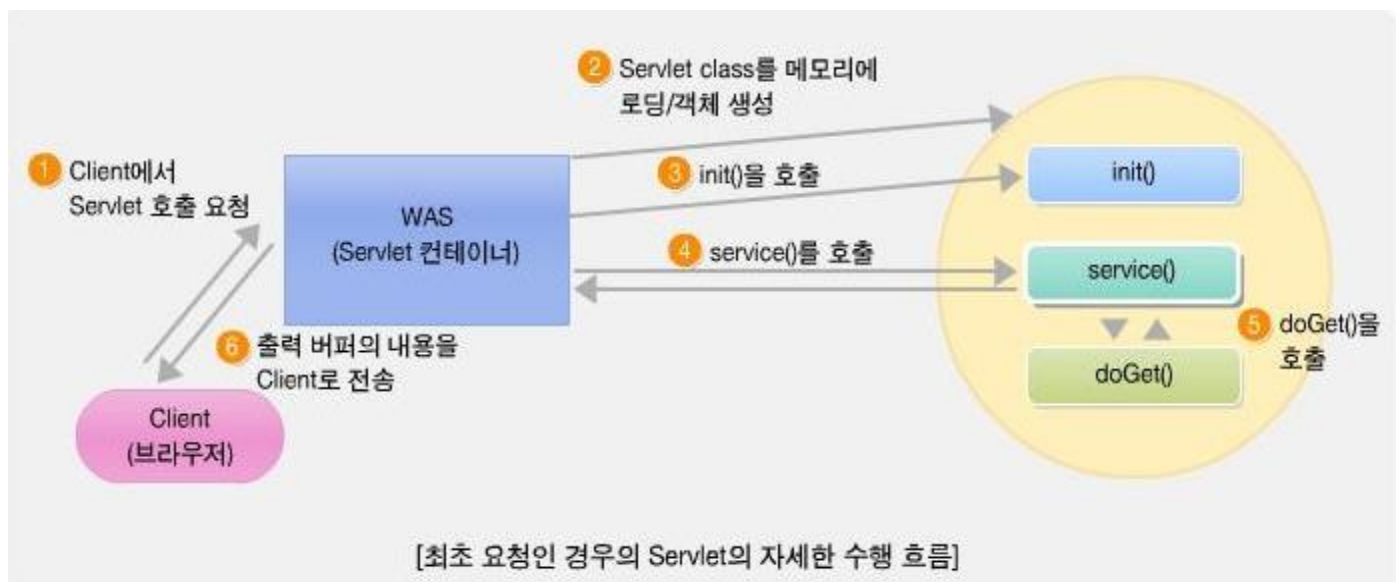 1 Client에서
Servlet 호출 요청
2 Servlet class를 메모리에
로딩/객체 생성
3 init()을 호출
WAS
(Servlet 컨테이너)
4 service()를 호출
init()
service()
5 doGet()을
호출
doGet()
6 출력 버퍼의 내용을
Client로 전송
Client
(브라우저)
[최초 요청인 경우의 Servlet의 자세한 수행 흐름]